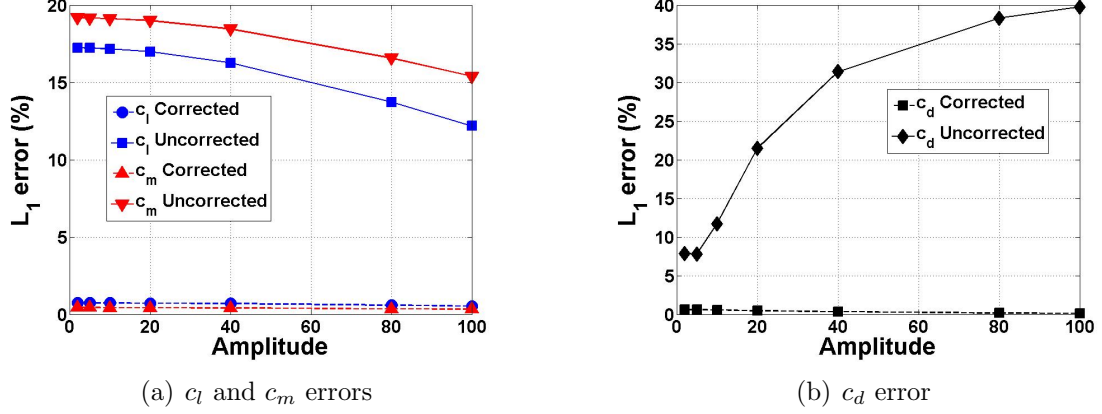 20
15
10
5
0
L1 error (%)
cl Corrected
cl Uncorrected
cm Corrected
cm Uncorrected
0 20 40 60 80 100
Amplitude
(a) cl and cm errors
40
35
30
25
20
15
10
5
0
L1 error (%)
cd Corrected
cd Uncorrected
0 20 40 60 80 100
Amplitude
(b) cd error